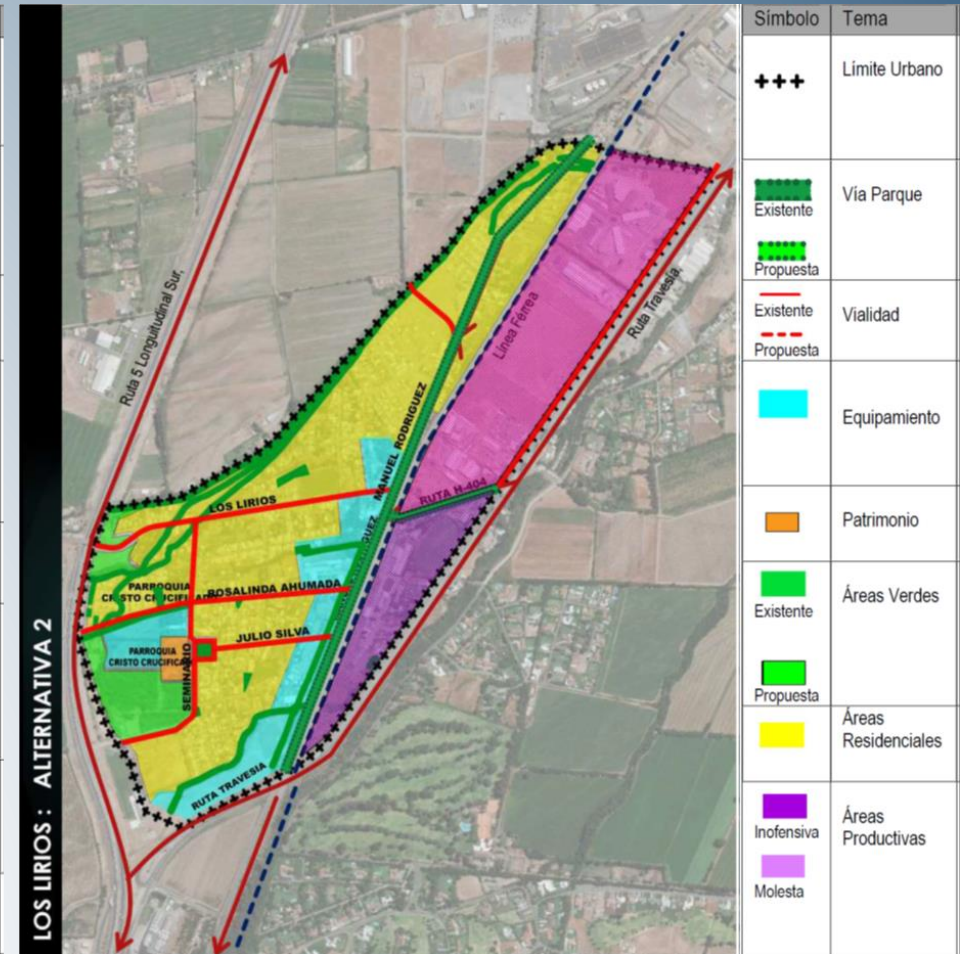 LOS LIRIOS : ALTERNATIVA 2
Ruta 5 Longitudinal Sur,
Línea Férrea
Ruta Travesía,
MANUEL RODRIGUEZ
RUTA H-404
LOS LIRIOS
PARROQUIA
ROSALINDA AHUMADA
JULIO SILVA
PARROQUIA
SEMINARIO
RUTA TRAVESIA
Símbolo Tema
Límite Urbano
Existente
Vía Parque
Propuesta
Existente
Vialidad
Propuesta
Equipamiento
Patrimonio
Existente
Áreas Verdes
Propuesta
Áreas
Residenciales
Inofensiva
Áreas
Productivas
Molesta